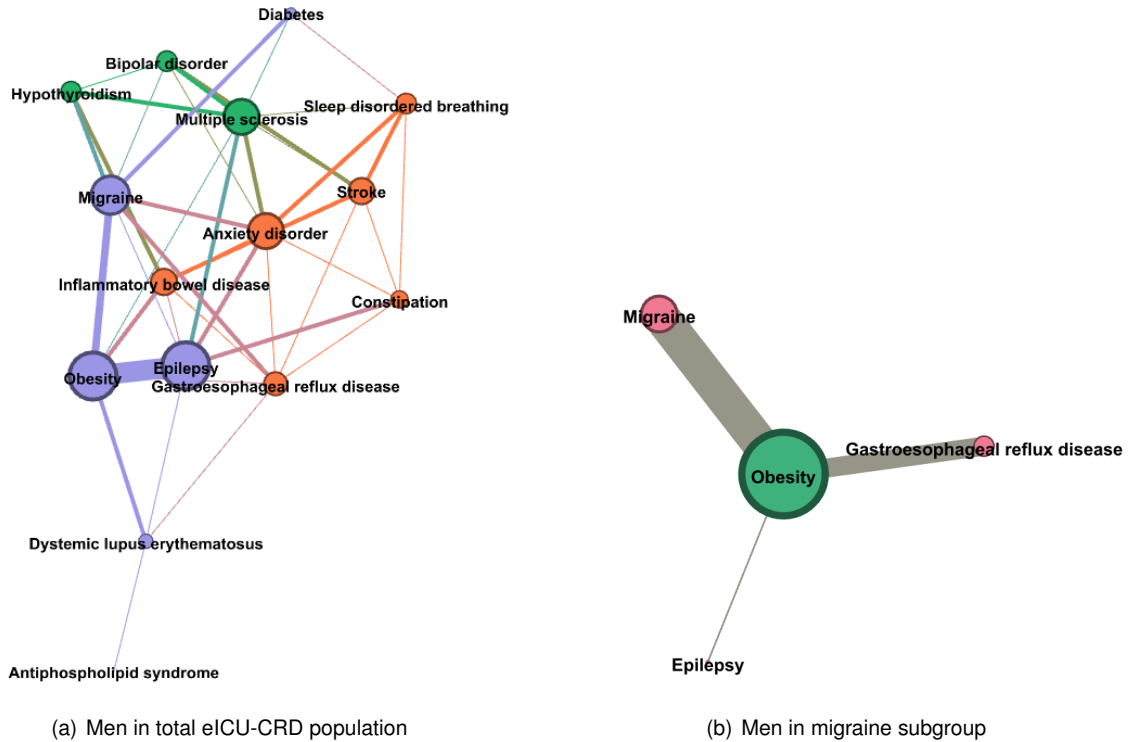 Diabetes
Bipolar disorder
Hypothyroidism
Sleep disordered breathing
Multiple sclerosis
Migraine
Stroke
Anxiety disorder
Inflammatory bowel disease
Constipation
Obesity
Epilepsy
Gastroesophageal reflux disease
Dystemic lupus erythematosus
Antiphospholipid syndrome
(a) Men in total eICU-CRD population
Migraine
Gastroesophageal reflux disease
Obesity
Epilepsy
(b) Men in migraine subgroup